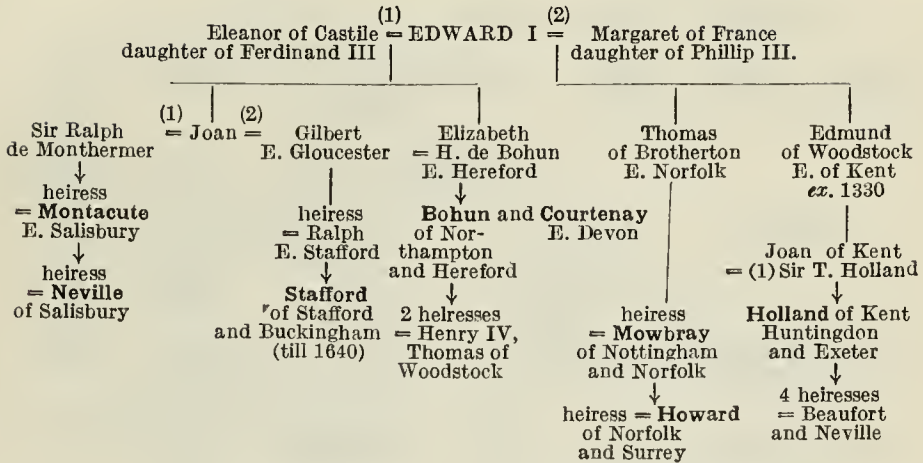 (1) (2)
Eleanor of Castile = EDWARD I = Margaret of France
daughter of Ferdinand III daughter of Phillip III.
Sir Ralph
de Monthermer
(1) (2)
= Joan =
Gilbert
E. Gloucester
Elizabeth
= H. de Bohun
E. Hereford
Thomas
of Brotherton
E. Norfolk
Edmund
of Woodstock
E. of Kent
ex. 1330
heiress
= Montacute
E. Salisbury
heiress
= Neville
of Salisbury
heiress
= Ralph
E. Stafford
Stafford
of Stafford
and Buckingham
(till 1640)
Bohun and Courtenay
of Nor- E. Devon
thampton
and Hereford
2 heiresses
= Henry IV,
Thomas of
Woodstock
heiress
= Mowbray
of Nottingham
and Norfolk
heiress = Howard
of Norfolk
and Surrey
Joan of Kent
= (1) Sir T. Holland
Holland of Kent
Huntingdon
and Exeter
4 heiresses
= Beaufort
and Neville